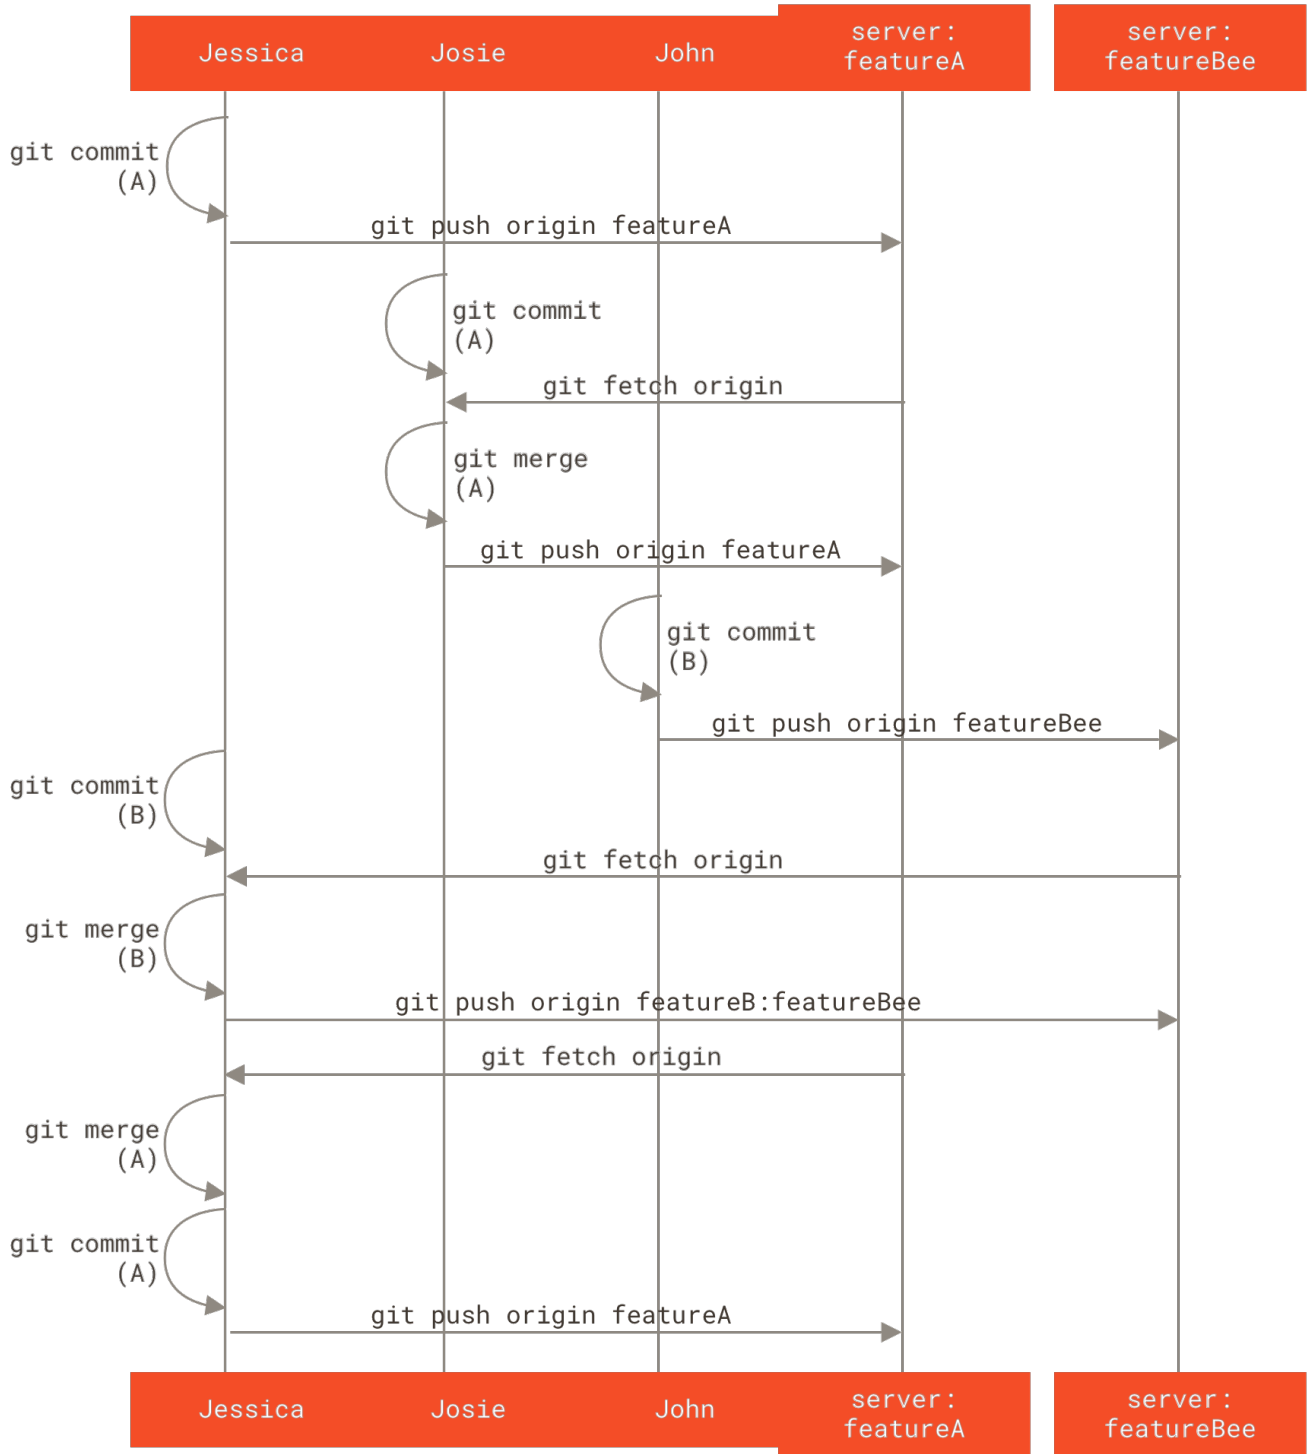 Jessica
Josie
John
server:
featureA
server:
featureBee
git commit
(A)
git push origin featureA
git commit
(A)
git fetch origin
git merge
(A)
git push origin featureA
git commit
(B)
git push origin featureBee
git commit
(B)
git fetch origin
git merge
(B)
git push origin featureB:featureBee
git fetch origin
git merge
(A)
git commit
(A)
git push origin featureA
Jessica
Josie
John
server:
featureA
server:
featureBee